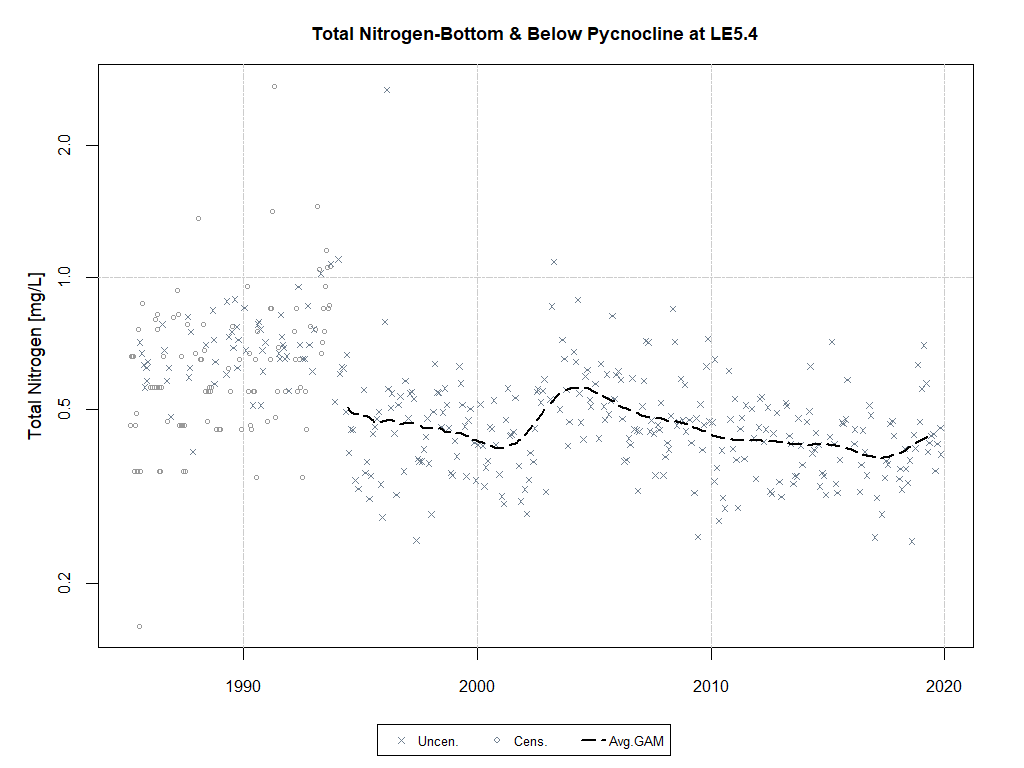 Total Nitrogen-Bottom & Below Pycnocline at LE5.4
Total Nitrogen [mg/L]
2.0
1.0
0.5
0.2
1990 2000 2010 2020
Uncen. Cens. Avg.GAM